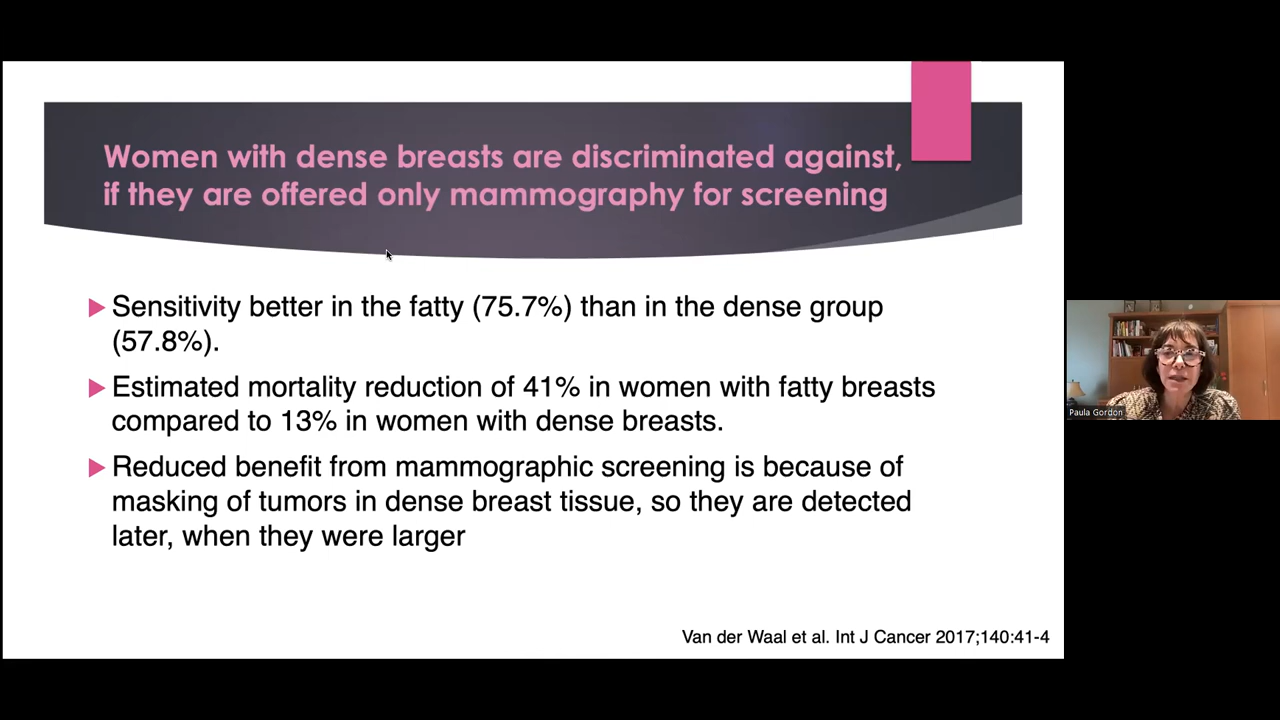 Women with dense breasts are discriminated against,
if they are offered only mammography for screening
Sensitivity better in the fatty (75.7%) than in the dense group
(57.8%).
Estimated mortality reduction of 41% in women with fatty breasts
compared to 13% in women with dense breasts.
Reduced benefit from mammographic screening is because of
masking of tumors in dense breast tissue, so they are detected
later, when they were larger
Van der Waal et al. Int J Cancer 2017;140:41-4
Paula Gordon